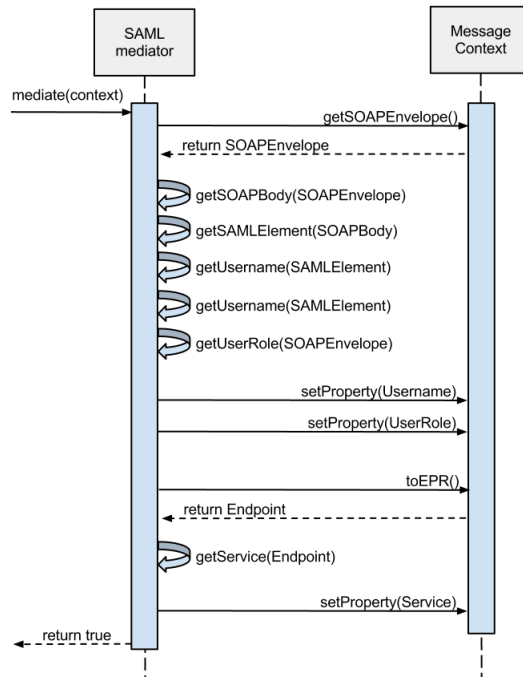 SAML
mediator
Message
Context
mediate(context)
getSOAPEnvelope()
return SOAPEnvelope
getSOAPBody(SOAPEnvelope)
getSAMLElement(SOAPBody)
getUsername(SAMLElement)
getUsername(SAMLElement)
getUserRole(SOAPEnvelope)
setProperty(Username)
setProperty(UserRole)
toEPR()
return Endpoint
getService(Endpoint)
setProperty(Service)
return true